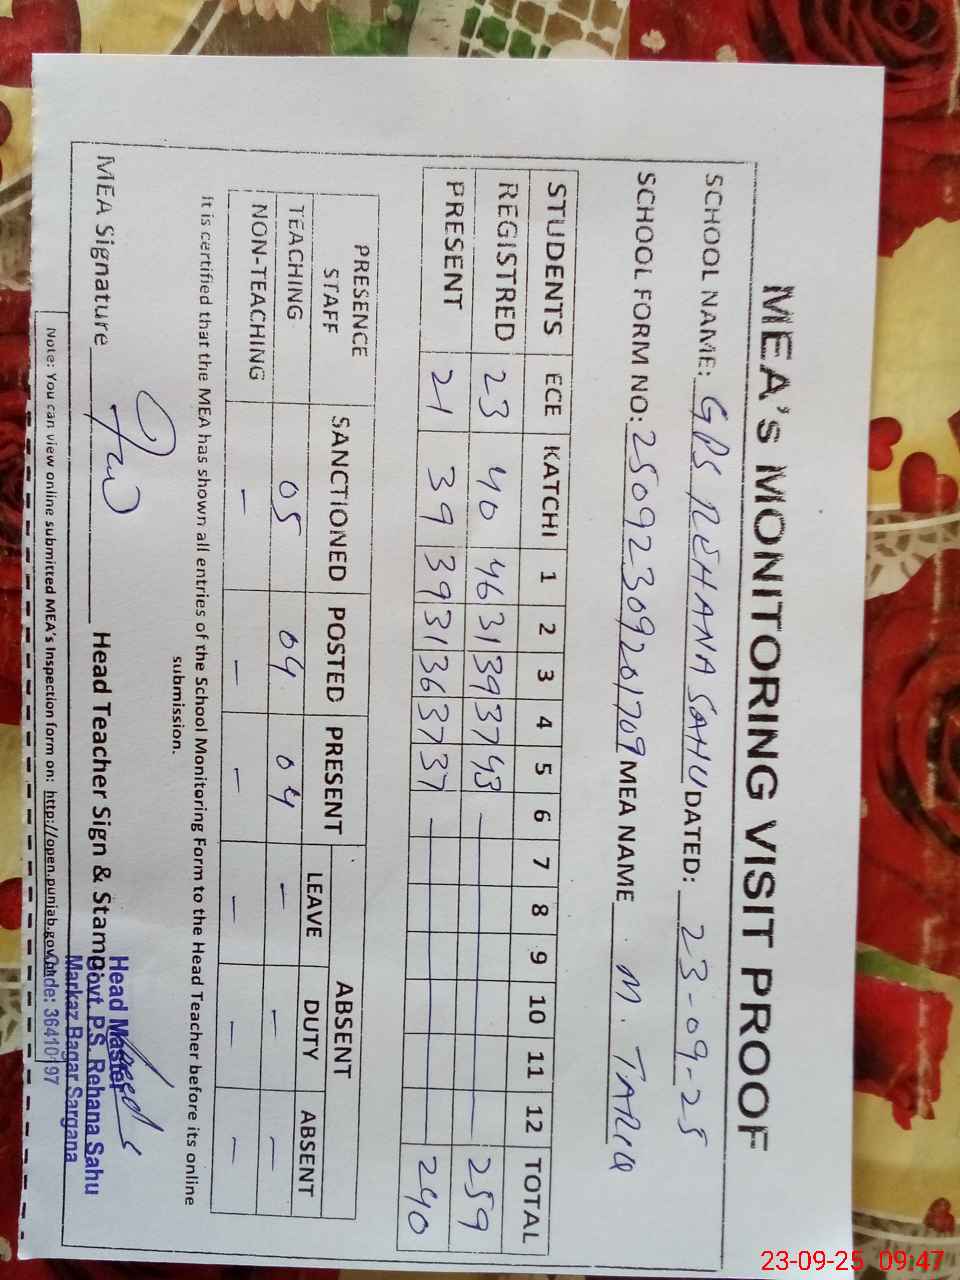 MEA's MONITORING VISIT PROOF
SCHOOL NAME: GPS REHANA SAHU DATED: 23-09-25
SCHOOL FORM NO: 25092309201709 MEA NAME M. TARIQ
STUDENTS ECE KATCHI 1 2 3 4 5 6 7 8 9 10 11 12 TOTAL
REGISTRED 23 40 46 31 39 37 43 259
PRESENT 21 39 39 31 36 37 37 240
PRESENCE STAFF SANCTIONED POSTED PRESENT ABSENT
LEAVE DUTY ABSENT
TEACHING 05 04 04 - - -
NON-TEACHING - - - - - -
It is certified that the MEA has shown all entries of the School Monitoring Form to the Head Teacher before its online
submission.
MEA Signature Head Teacher Sign & Stamp
Head Master
Govt. P.S. Rehana Sahu
Markaz Bagar Sargana
Code: 36410197
Note: You can view online submitted MEA's Inspection form on: http://open.punjab.gov.pk
23-09-25 09:47